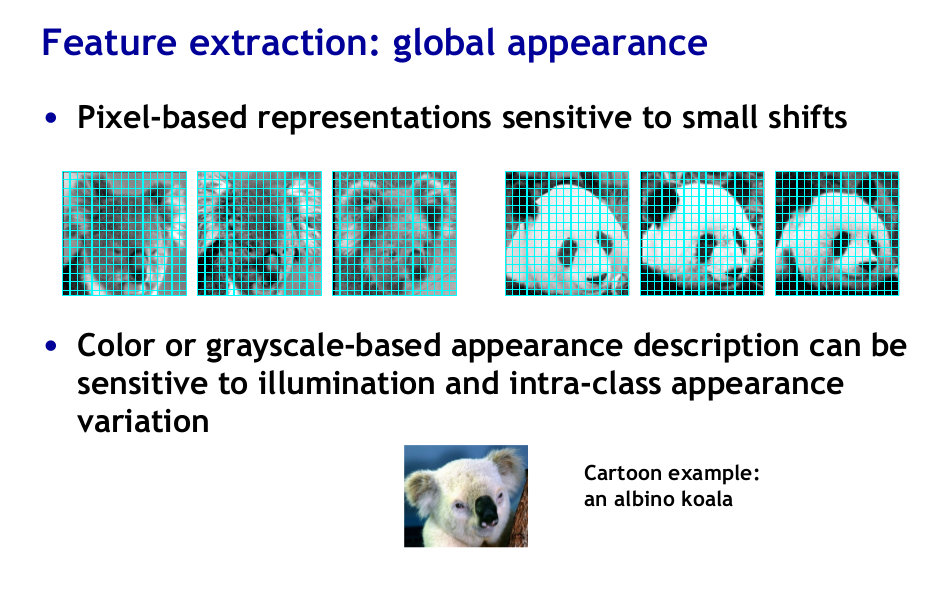 Feature extraction: global appearance
• Pixel-based representations sensitive to small shifts
• Color or grayscale-based appearance description can be
sensitive to illumination and intra-class appearance
variation
Cartoon example:
an albino koala